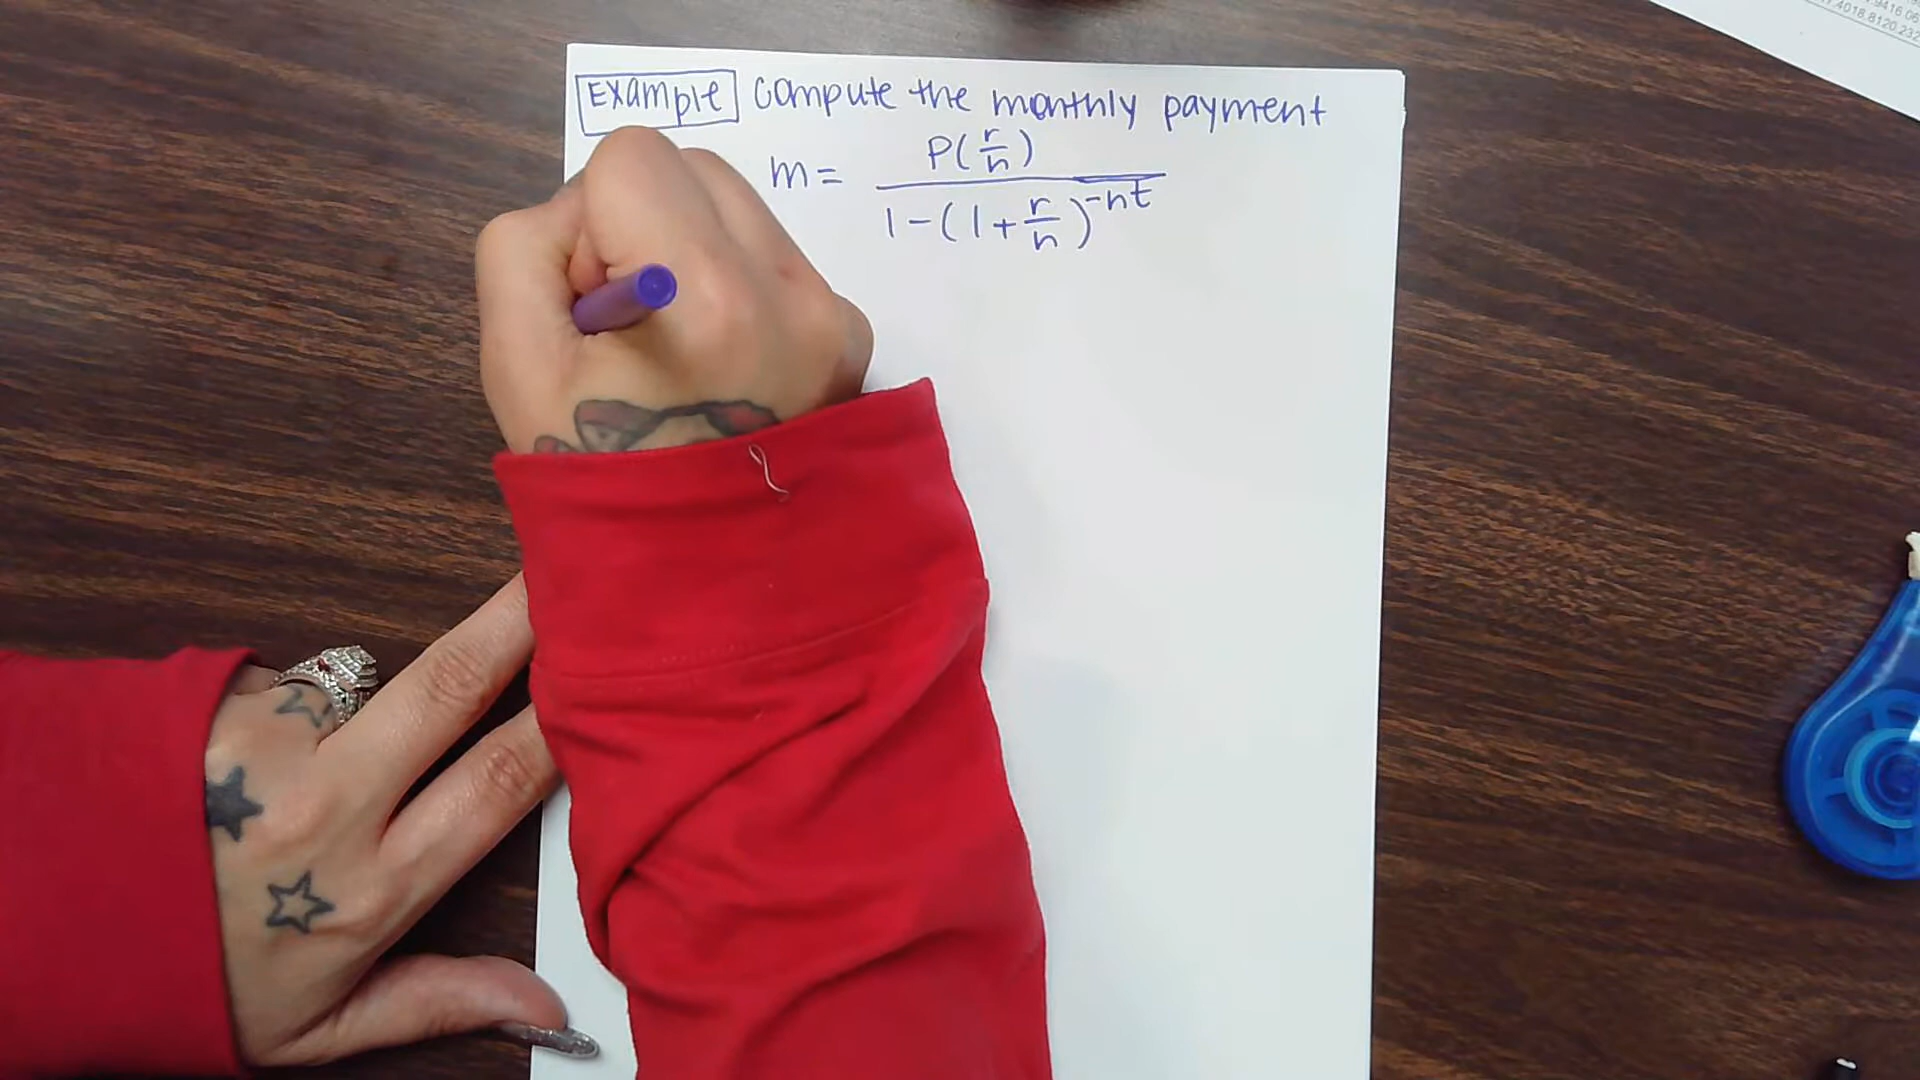 Example Compute the monthly payment
m = P(r/n) / 1-(1+r/n)^-nt